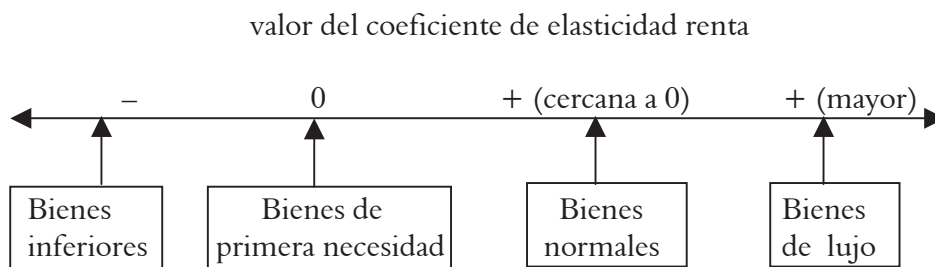 valor del coeficiente de elasticidad renta
– 0 + (cercana a 0) + (mayor)
Bienes
inferiores
Bienes de
primera necesidad
Bienes
normales
Bienes
de lujo